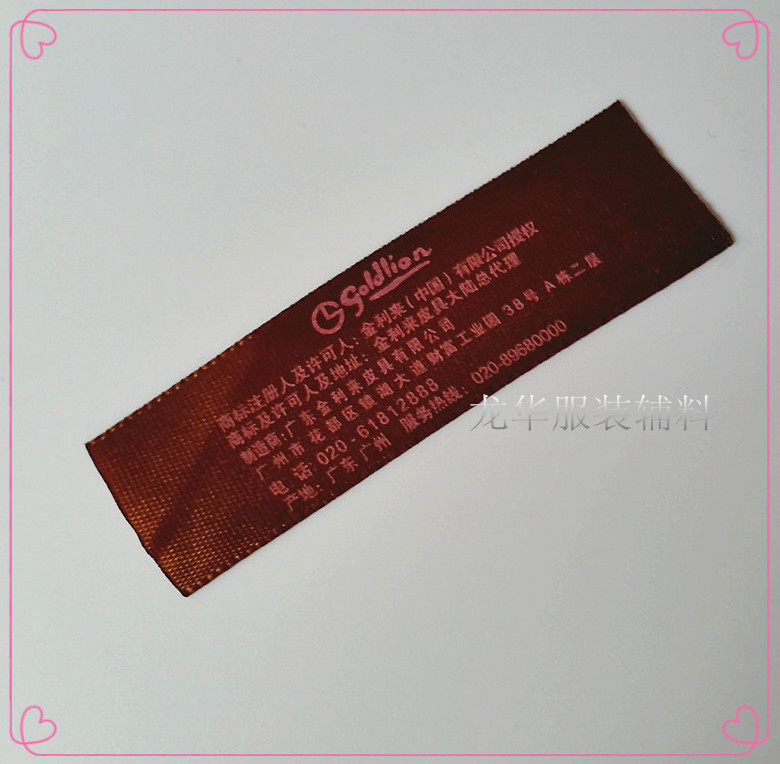 goldlion
商标注册人及许可人:金利来(中国)有限公司授权
商标及许可人及地址:金利来皮具大陆总代理
制造商:广东金利来皮具有限公司
广州市花都区镜湖大道财富工业园38号A栋二层
电话:020-61812888 服务热线:020-89680000
产地:广东广州
龙华服装辅料